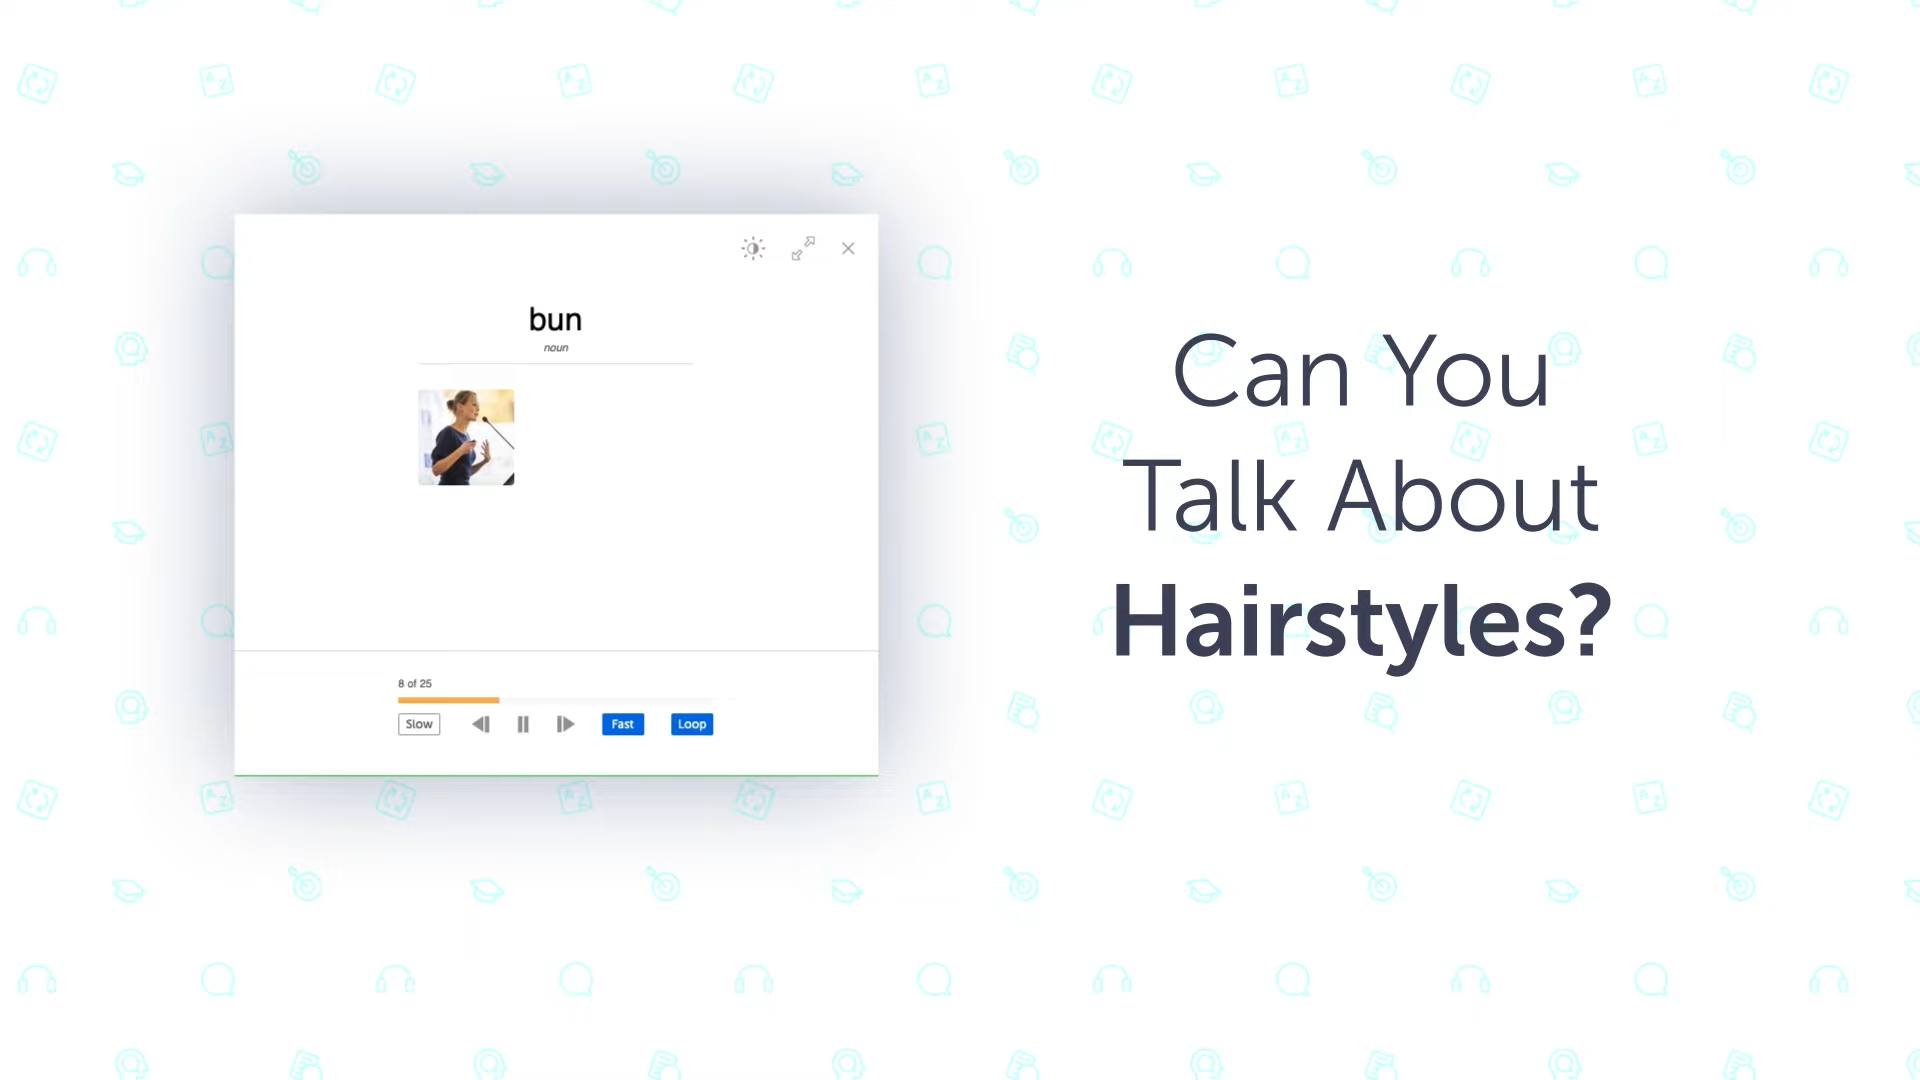 bun
noun
8 of 25
Slow
Fast
Loop
Can You
Talk About
Hairstyles?